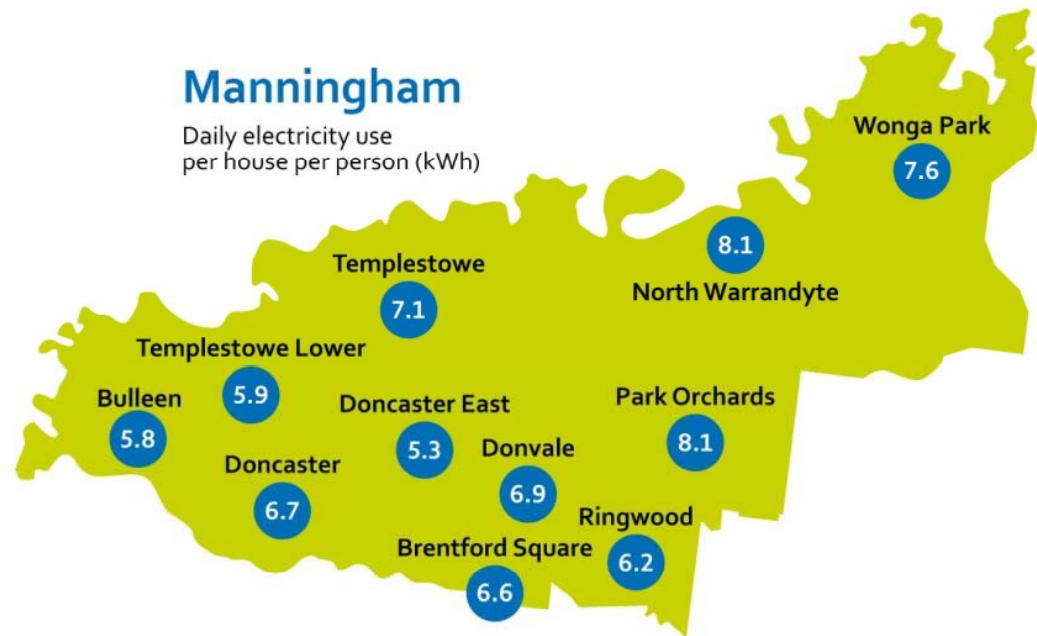 Manningham
Daily electricity use
per house per person (kWh)
Wonga Park
7.6
8.1
North Warrandyte
Templestowe
7.1
Templestowe Lower
5.9
Bulleen
5.8
Doncaster East
5.3
Park Orchards
8.1
Donvale
6.9
Doncaster
6.7
Ringwood
6.2
Brentford Square
6.6